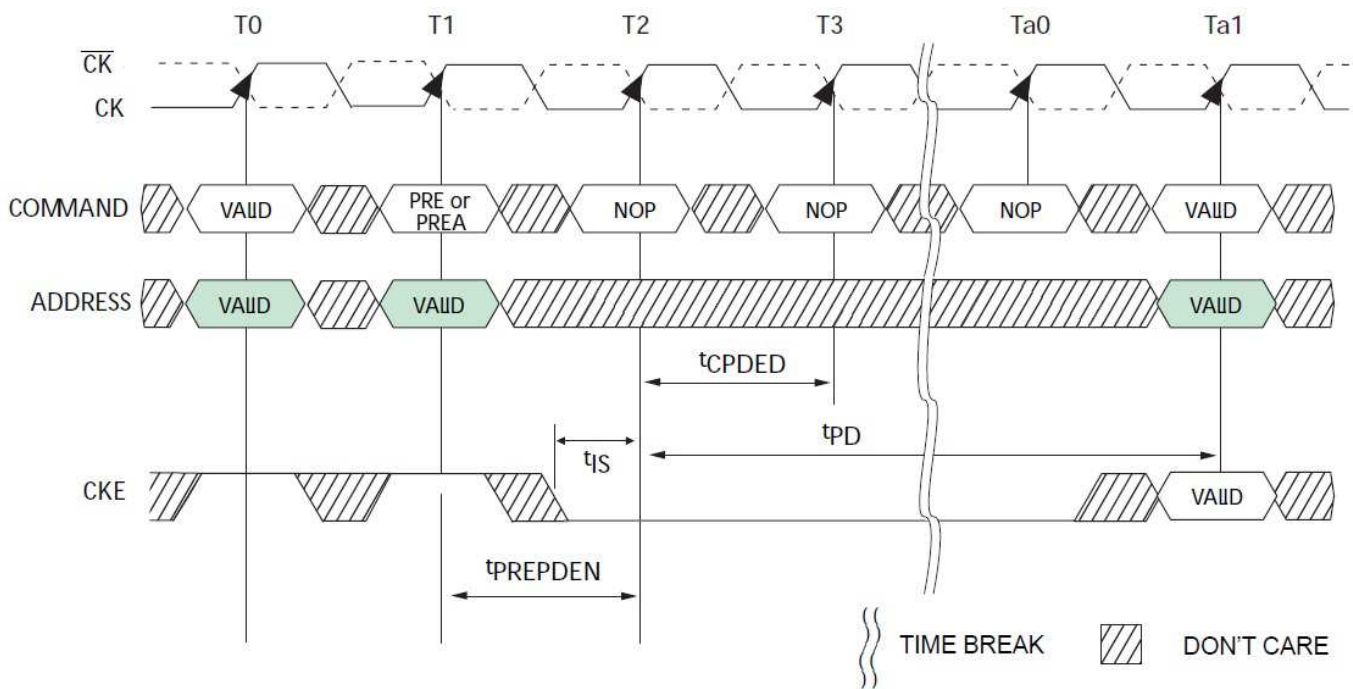 T0 T1 T2 T3 Ta0 Ta1
CK
CK
COMMAND VALID PRE or PREA NOP NOP NOP VALID
ADDRESS VALID VALID VALID
tCPDED
tPD
tIS
CKE VALID
tPREPDEN
TIME BREAK DON'T CARE